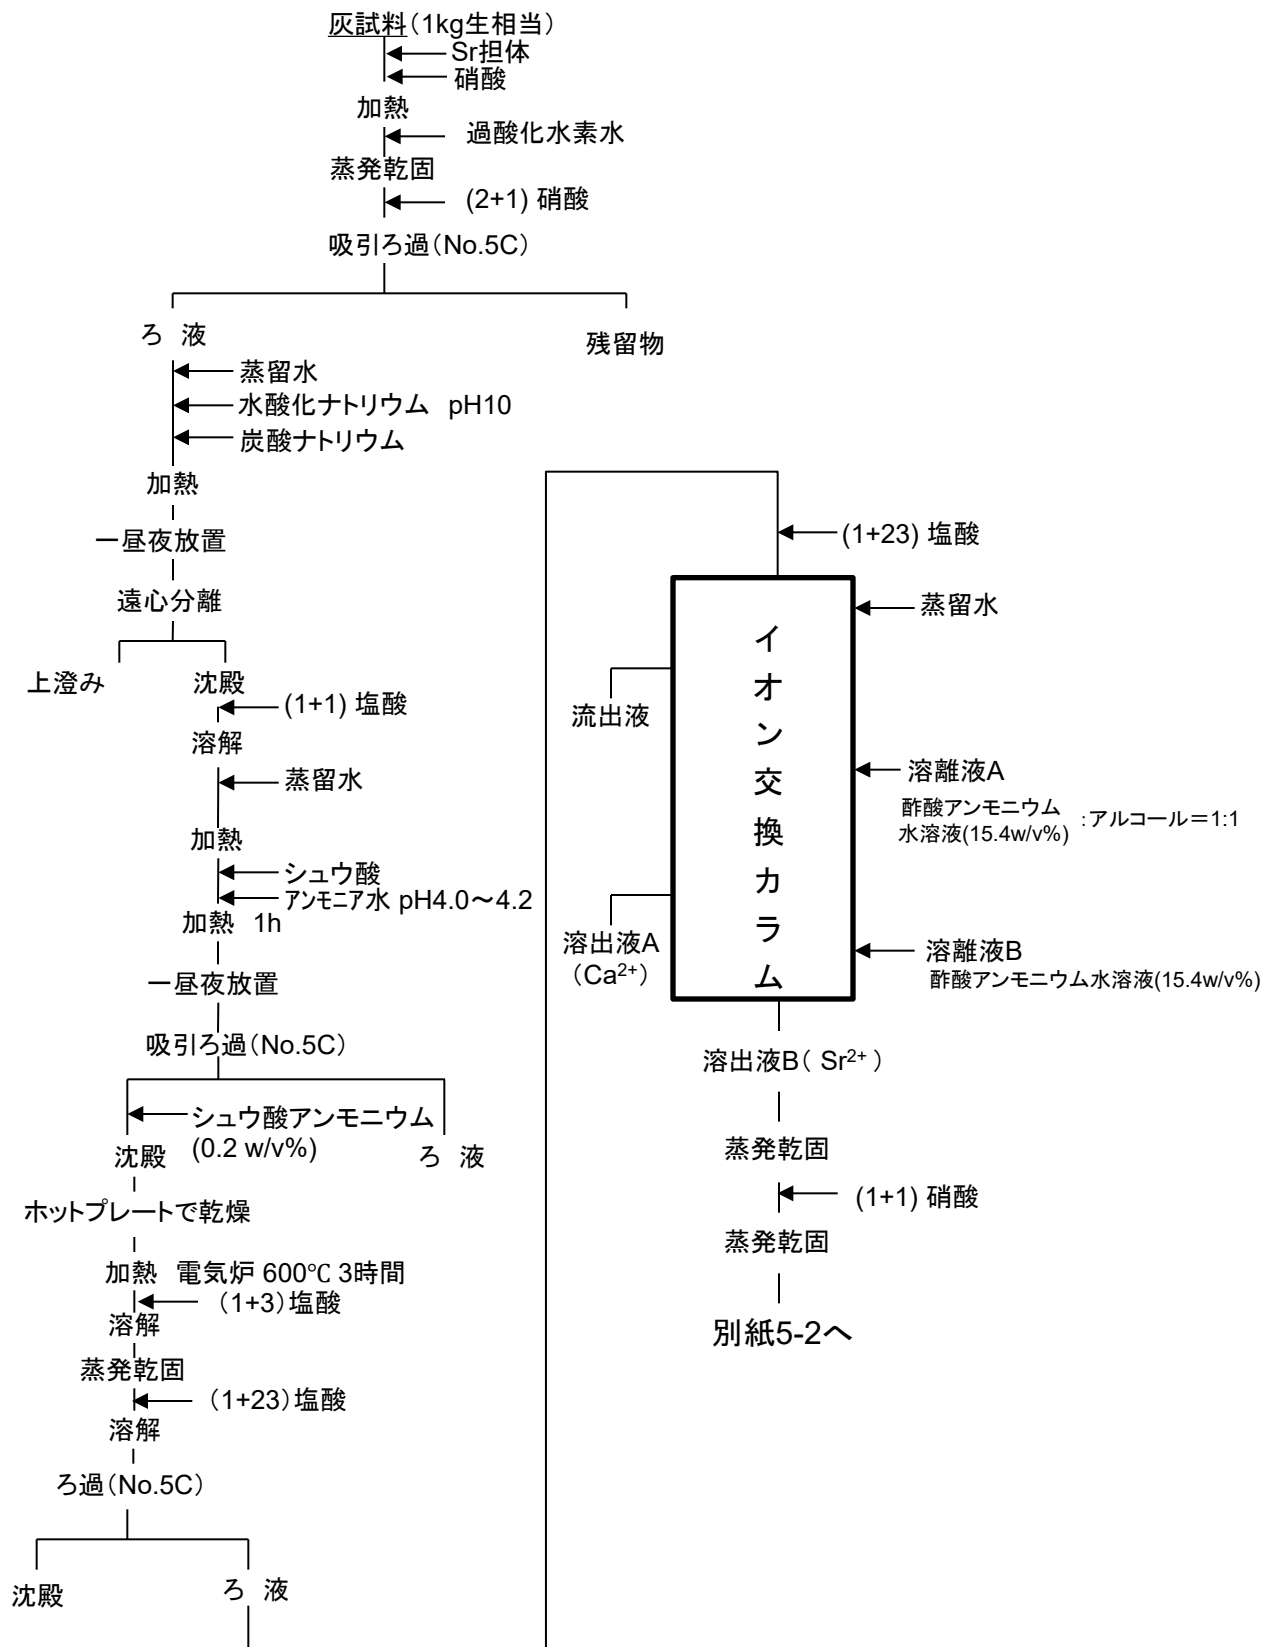 灰試料（1kg生相当）
Sr担体
硝酸
加熱
過酸化水素水
蒸発乾固
(2+1) 硝酸
吸引ろ過（No.5C）
ろ 液
残留物
蒸留水
水酸化ナトリウム pH10
炭酸ナトリウム
加熱
一昼夜放置
遠心分離
上澄み
沈殿
(1+1) 塩酸
溶解
蒸留水
加熱
シュウ酸
アンモニア水 pH4.0～4.2
加熱 1h
一昼夜放置
吸引ろ過（No.5C）
シュウ酸アンモニウム
(0.2 w/v%)
沈殿
ろ 液
ホットプレートで乾燥
加熱 電気炉 600℃ 3時間
（1+3）塩酸
溶解
蒸発乾固
（1+23）塩酸
溶解
ろ過（No.5C）
沈殿
ろ 液
(1+23) 塩酸
イオン交換カラム
蒸留水
流出液
溶離液A
酢酸アンモニウム
水溶液(15.4w/v%)
:アルコール＝1:1
溶出液A
（Ca²⁺）
溶離液B
酢酸アンモニウム水溶液(15.4w/v%)
溶出液B（ Sr²⁺ ）
蒸発乾固
(1+1) 硝酸
蒸発乾固
別紙5-2へ